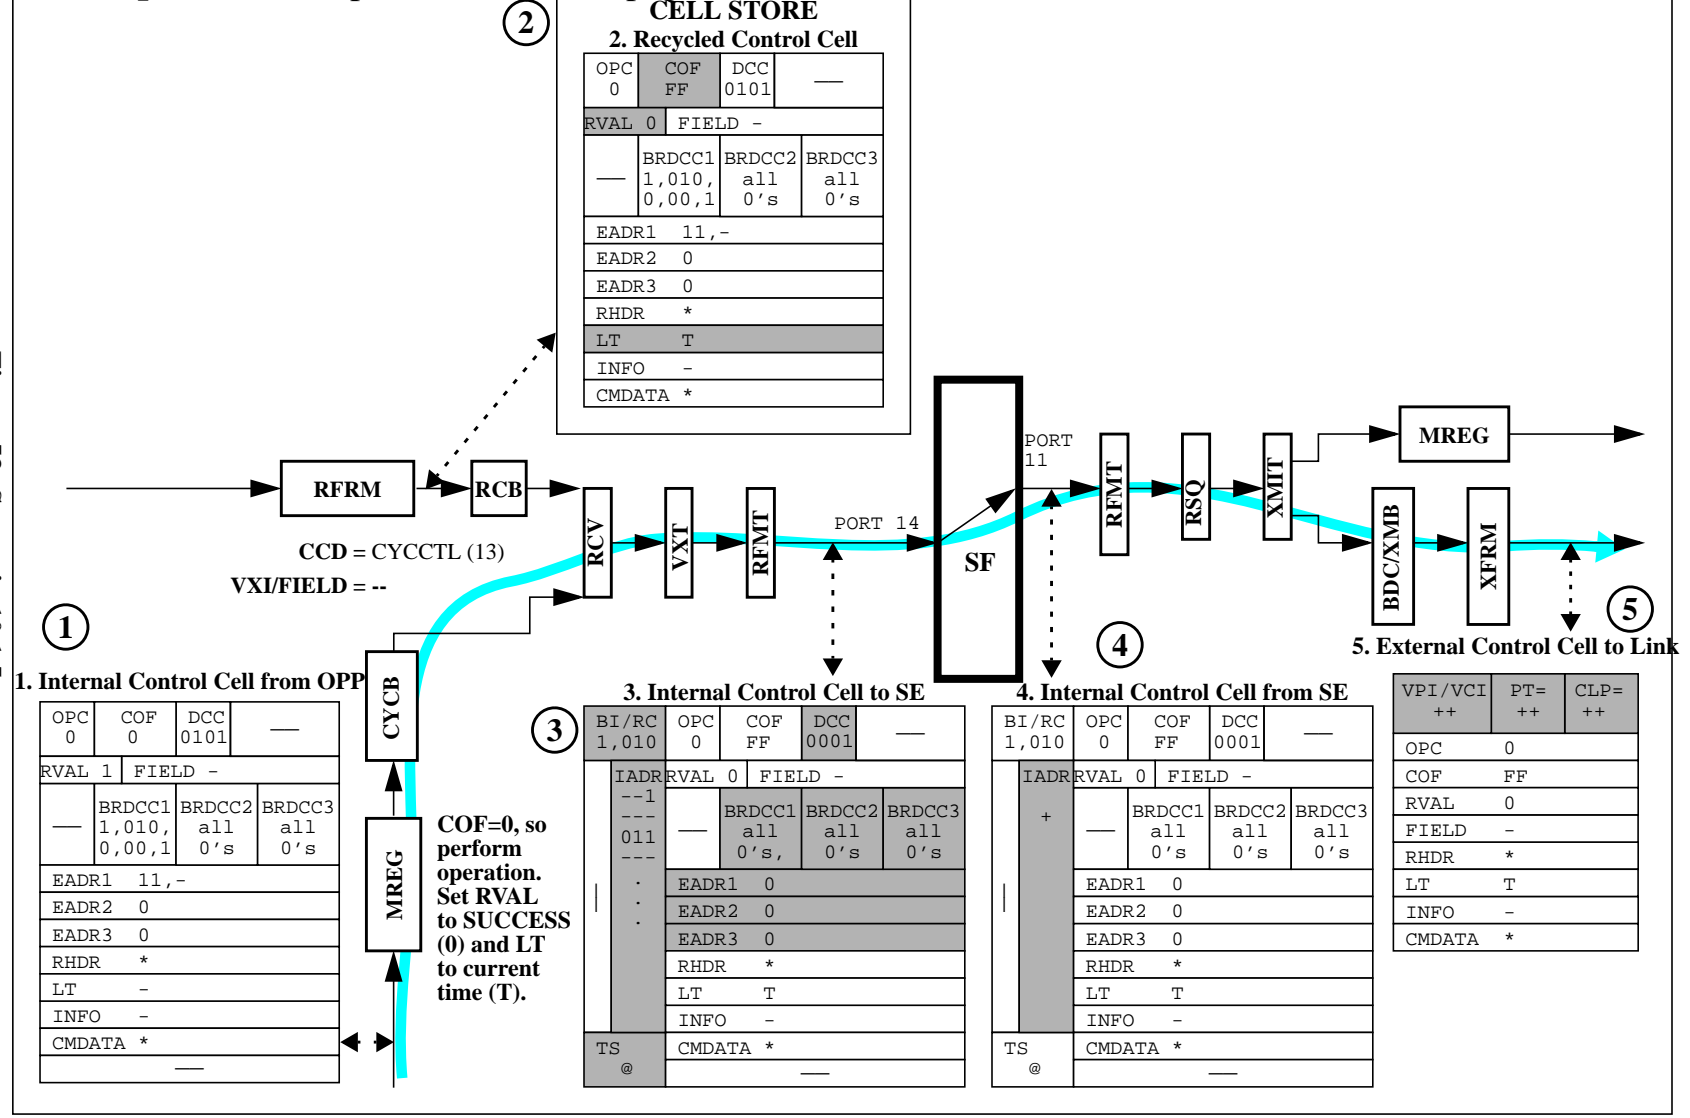 2
CELL STORE
2. Recycled Control Cell
OPC COF DCC —
0 FF 0101
RVAL 0 FIELD -
BRDCC1 BRDCC2 BRDCC3
— 1,010, all all
0,00,1 0's 0's
EADR1 11,-
EADR2 0
EADR3 0
RHDR *
LT T
INFO -
CMDATA *
RFRM
RCB
RCV
VXT
RFMT
PORT 14
SF
PORT
11
RFMT
RSQ
XMIT
MREG
BDC/XMB
XFRM
CCD = CYCCTL (13)
VXI/FIELD = --
1
1. Internal Control Cell from OPP
OPC COF DCC —
0 0 0101
RVAL 1 FIELD -
BRDCC1 BRDCC2 BRDCC3
— 1,010, all all
0,00,1 0's 0's
EADR1 11,-
EADR2 0
EADR3 0
RHDR *
LT -
INFO -
CMDATA *
—
CYCB
MREG
COF=0, so
perform
operation.
Set RVAL
to SUCCESS
(0) and LT
to current
time (T).
3
3. Internal Control Cell to SE
BI/RC OPC COF DCC —
1,010 0 FF 0001
IADR RVAL 0 FIELD -
--1
---
011
---
.
.
.
BRDCC1 BRDCC2 BRDCC3
— all all all
0's, 0's 0's
EADR1 0
EADR2 0
EADR3 0
RHDR *
LT T
INFO -
TS CMDATA *
@ —
4
4. Internal Control Cell from SE
BI/RC OPC COF DCC —
1,010 0 FF 0001
IADR RVAL 0 FIELD -
+
BRDCC1 BRDCC2 BRDCC3
— all all all
0's 0's 0's
EADR1 0
EADR2 0
EADR3 0
RHDR *
LT T
INFO -
TS CMDATA *
@ —
5
5. External Control Cell to Link
VPI/VCI PT= CLP=
++ ++ ++
OPC 0
COF FF
RVAL 0
FIELD -
RHDR *
LT T
INFO -
CMDATA *